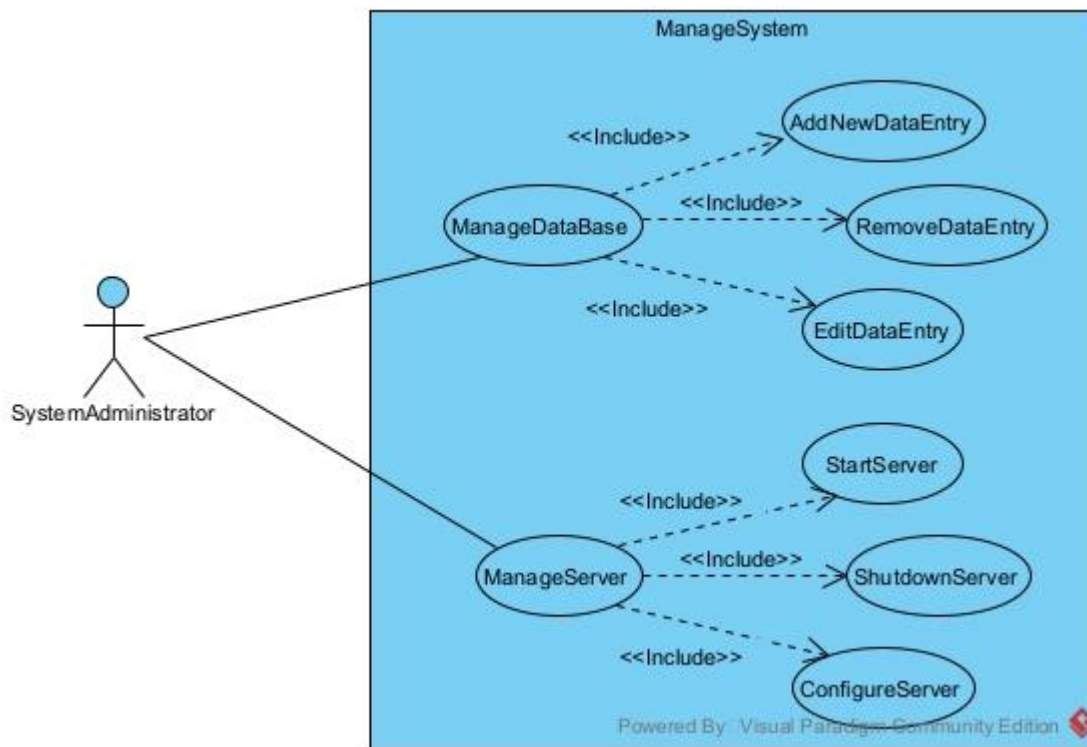 ManageSystem
AddNewDataEntry
<<Include>>
<<Include>>
ManageDataBase
RemoveDataEntry
<<Include>>
EditDataEntry
SystemAdministrator
StartServer
<<Include>>
<<Include>>
ManageServer
ShutdownServer
<<Include>>
ConfigureServer
Powered By Visual Paradigm Community Edition